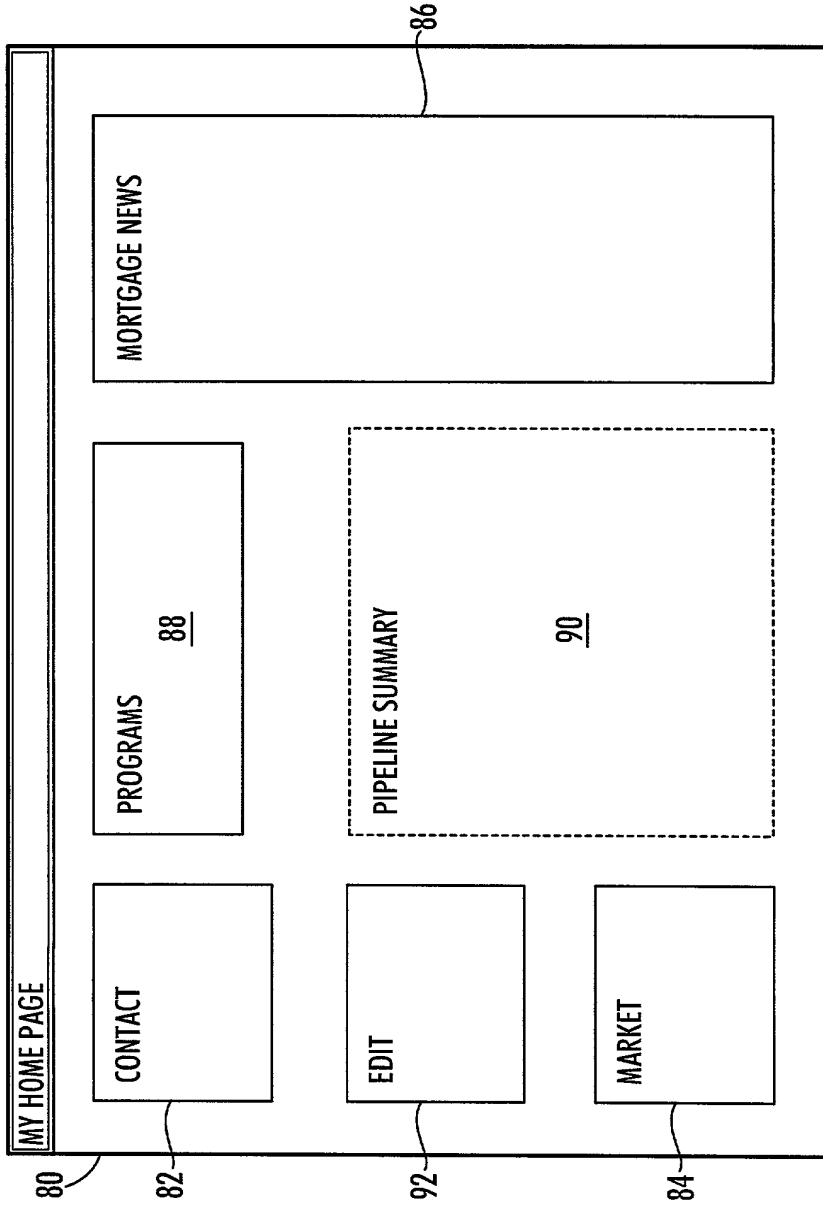 MY HOME PAGE
80
CONTACT
82
PROGRAMS
88
MORTGAGE NEWS
86
EDIT
92
PIPELINE SUMMARY
90
MARKET
84